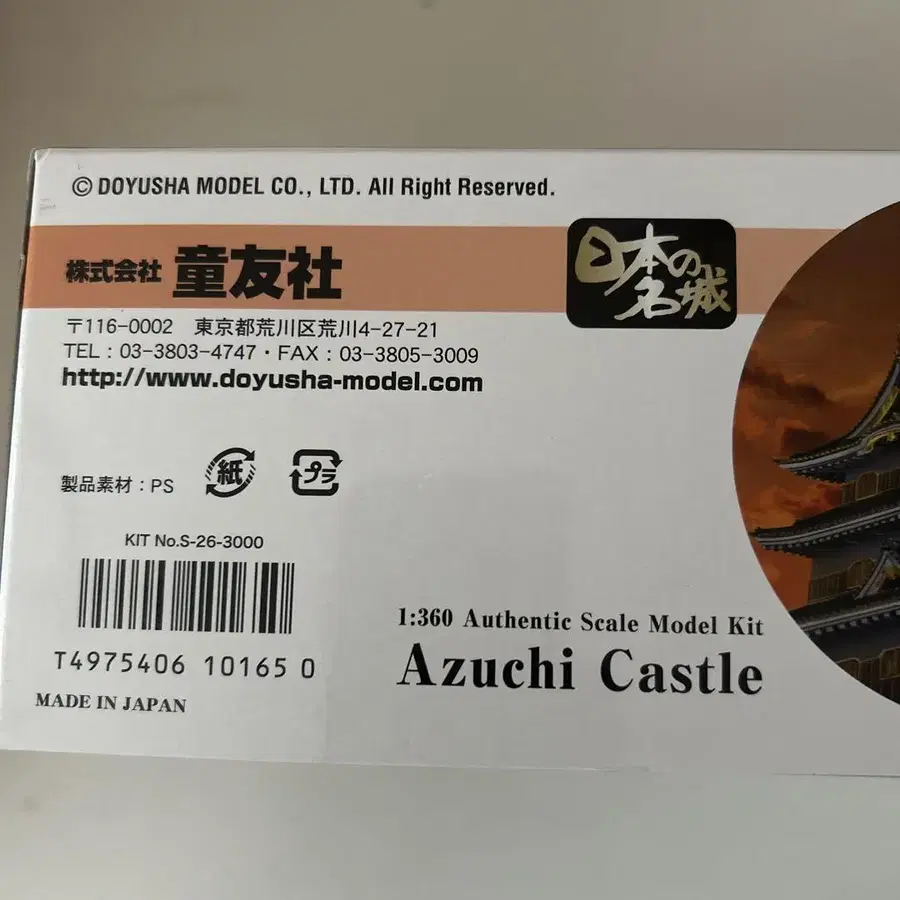 © DOYUSHA MODEL CO., LTD. All Right Reserved.
株式会社 童友社
日本の
名城
〒116-0002 東京都荒川区荒川4-27-21
TEL：03-3803-4747・FAX：03-3805-3009
http://www.doyusha-model.com
製品素材：PS 紙 プラ
KIT No.S-26-3000
T4975406 10165 0
MADE IN JAPAN
1:360 Authentic Scale Model Kit
Azuchi Castle